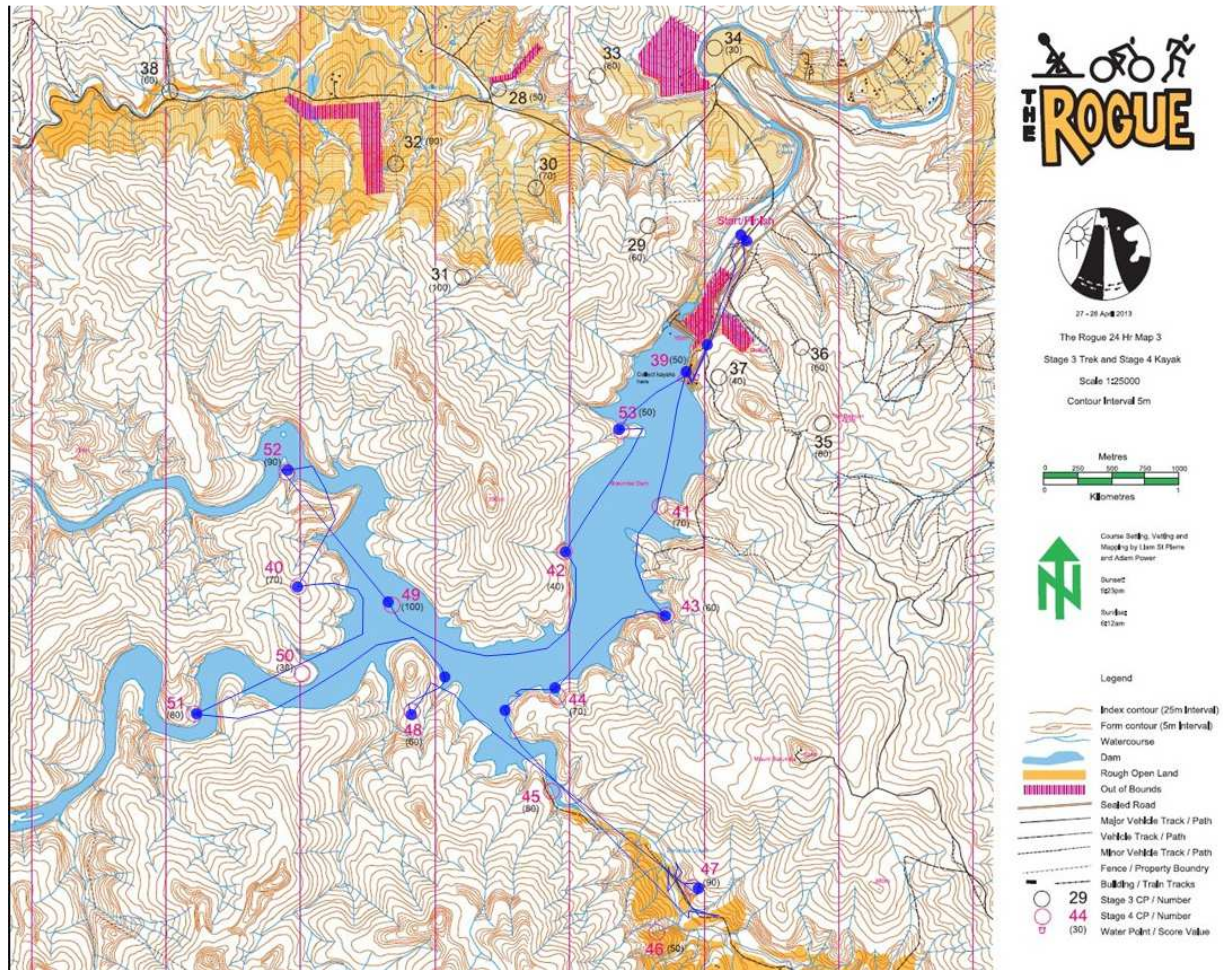 38
(60)
33
(60)
34
(30)
28 (50)
32 (90)
30
(70)
29
(60)
Start/Finish
31
(100)
39 (50)
Collect kayaks
here
37
(40)
36
(60)
35
(60)
53 (50)
52
(90)
41
(70)
42
(40)
40
(70)
49
(100)
43 (60)
50
(30)
51
(60)
48
(60)
44
(70)
45
47
(90)
46 (50)
THE ROGUE
27 - 28 April 2013
The Rogue 24 Hr Map 3
Stage 3 Trek and Stage 4 Kayak
Scale 1:25000
Contour Interval 5m
Metres
0 250 500 750 1000
0 1
Kilometres
N
Course Setting, Vetting and
Mapping by Liam St Pierre
and Adam Power
Sunset:
Sunrise:
6:12am
Legend
Index contour (25m Interval)
Form contour (5m Interval)
Watercourse
Dam
Rough Open Land
Out of Bounds
Sealed Road
Major Vehicle Track / Path
Vehicle Track / Path
Minor Vehicle Track / Path
Fence / Property Boundry
Building / Train Tracks
29 Stage 3 CP / Number
44 Stage 4 CP / Number
(30) Water Point / Score Value